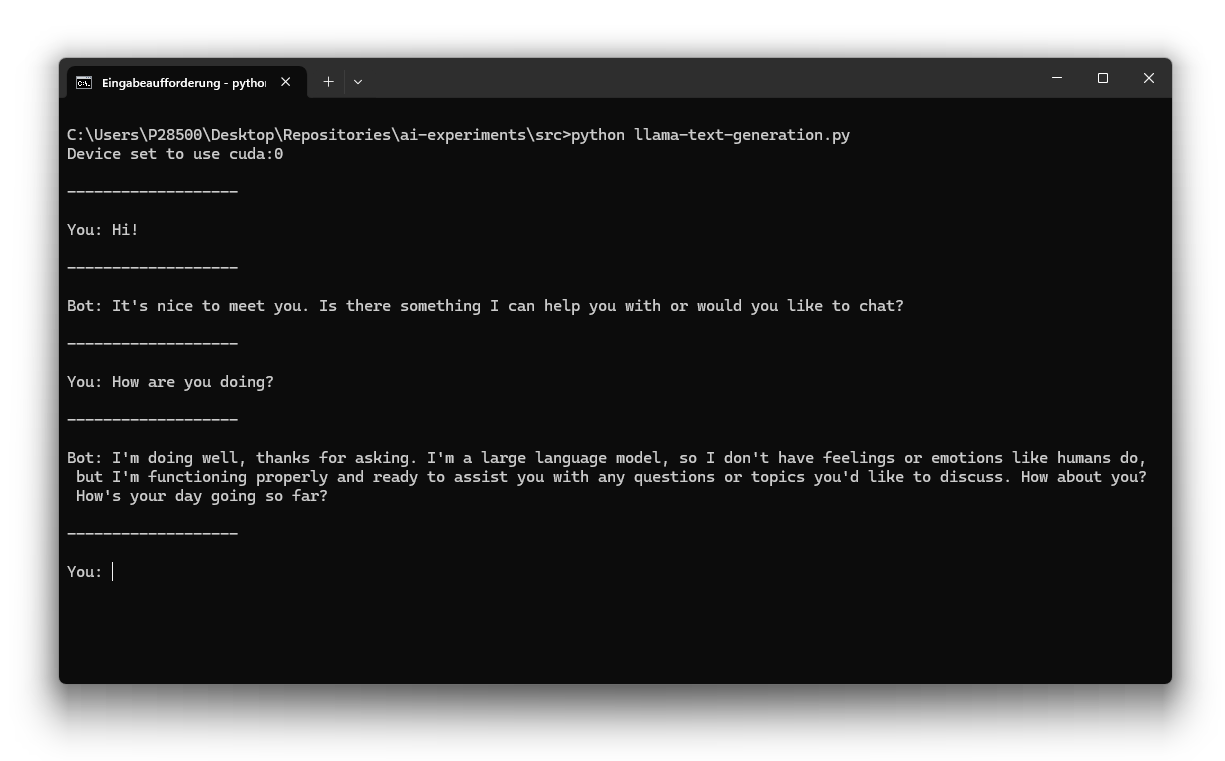 Eingabeaufforderung - pytho
C:\Users\P28500\Desktop\Repositories\ai-experiments\src>python llama-text-generation.py
Device set to use cuda:0
-------------------
You: Hi!
-------------------
Bot: It's nice to meet you. Is there something I can help you with or would you like to chat?
-------------------
You: How are you doing?
-------------------
Bot: I'm doing well, thanks for asking. I'm a large language model, so I don't have feelings or emotions like humans do,
but I'm functioning properly and ready to assist you with any questions or topics you'd like to discuss. How about you?
How's your day going so far?
-------------------
You: